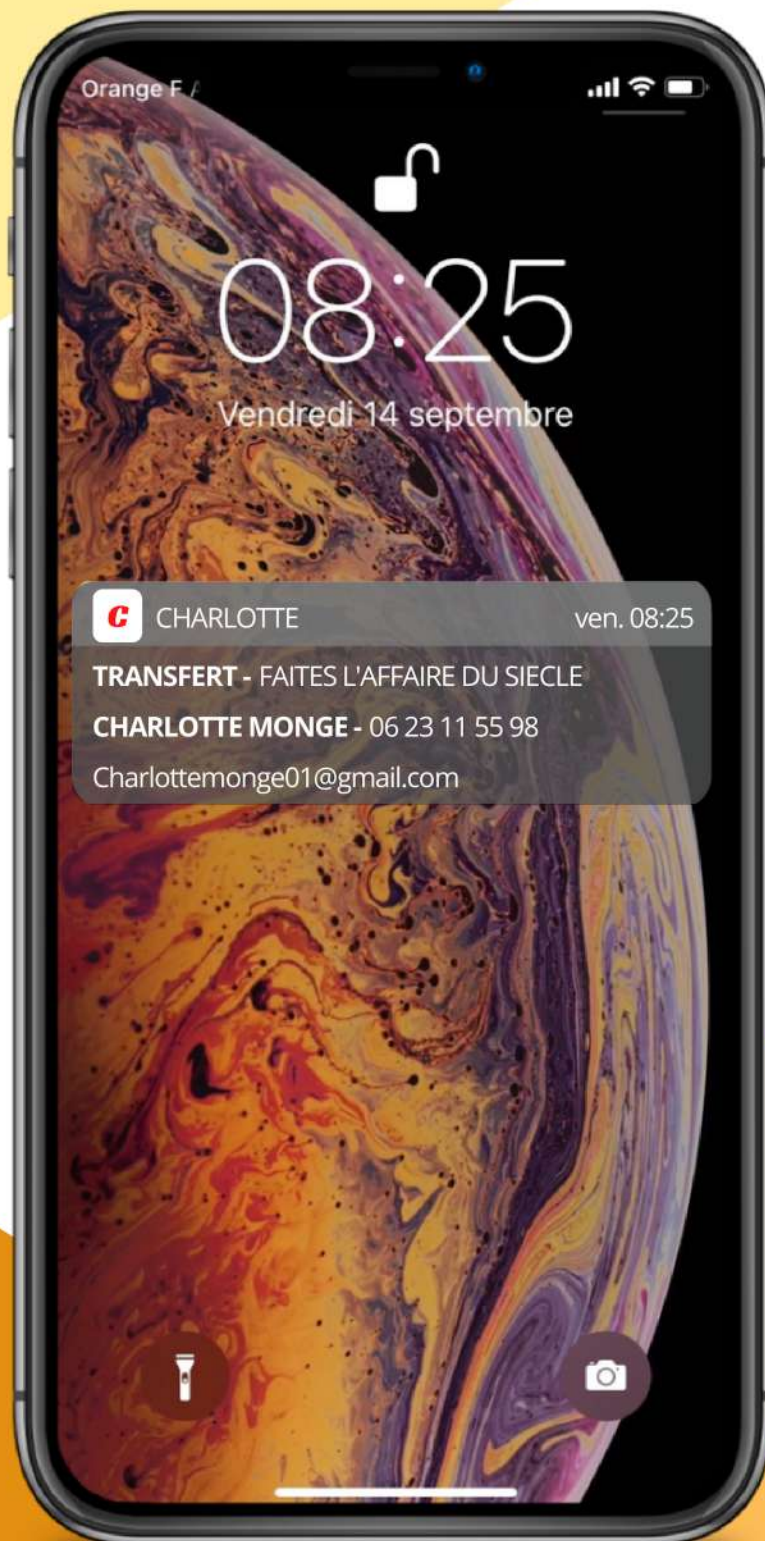 Orange F
08:25
Vendredi 14 septembre
C CHARLOTTE ven. 08:25
TRANSFERT - FAITES L'AFFAIRE DU SIECLE
CHARLOTTE MONGE - 06 23 11 55 98
Charlottemonge01@gmail.com